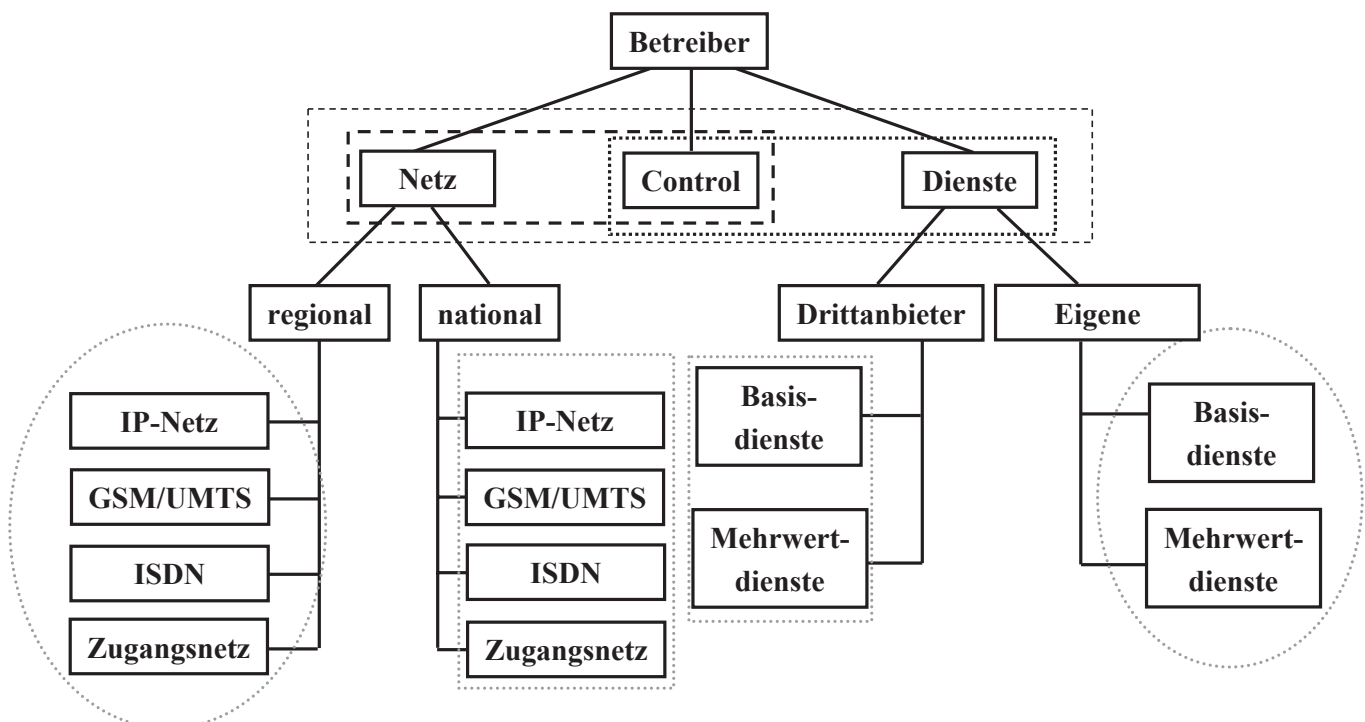 Betreiber
Netz
Control
Dienste
regional
national
Drittanbieter
Eigene
IP-Netz
GSM/UMTS
ISDN
Zugangsnetz
IP-Netz
GSM/UMTS
ISDN
Zugangsnetz
Basis-
dienste
Mehrwert-
dienste
Basis-
dienste
Mehrwert-
dienste